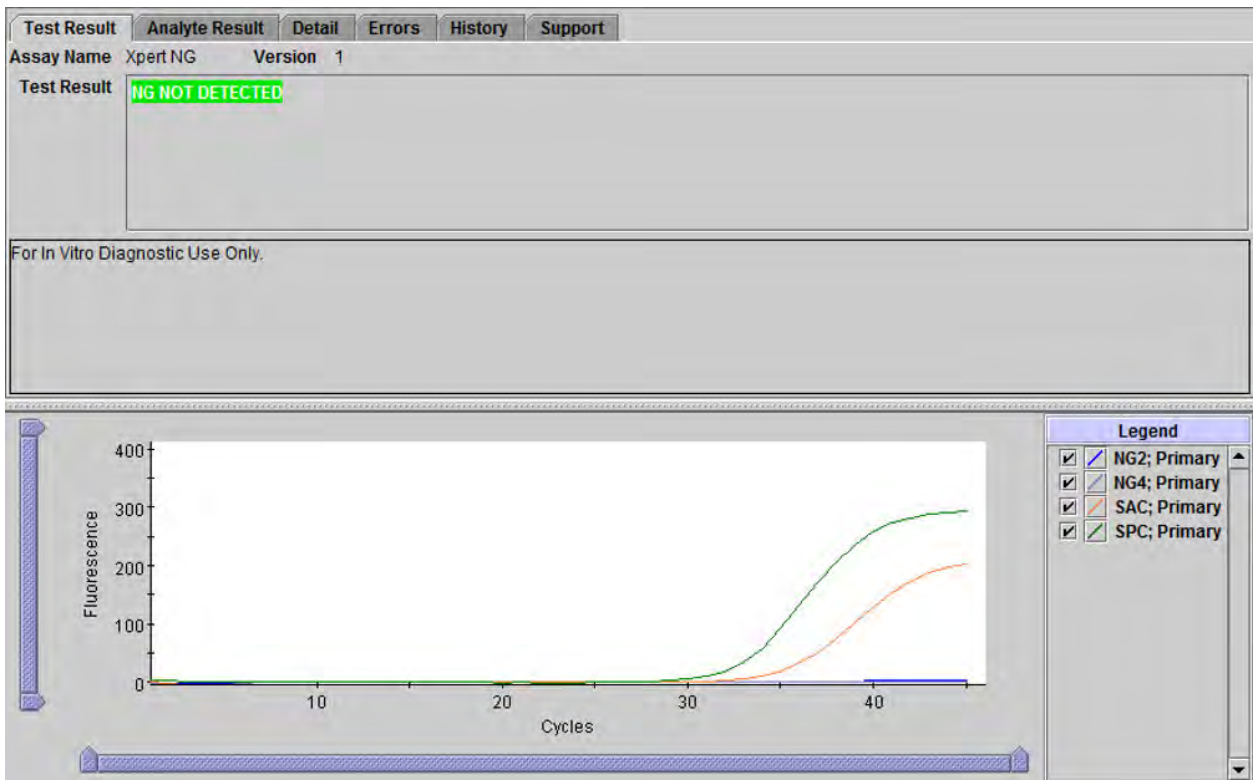 Test Result Analyte Result Detail Errors History Support
Assay Name Xpert NG Version 1
Test Result NG NOT DETECTED
For In Vitro Diagnostic Use Only.
Legend
NG2; Primary
NG4; Primary
SAC; Primary
SPC; Primary
400
300
200
100
0
Fluorescence
10 20 30 40
Cycles